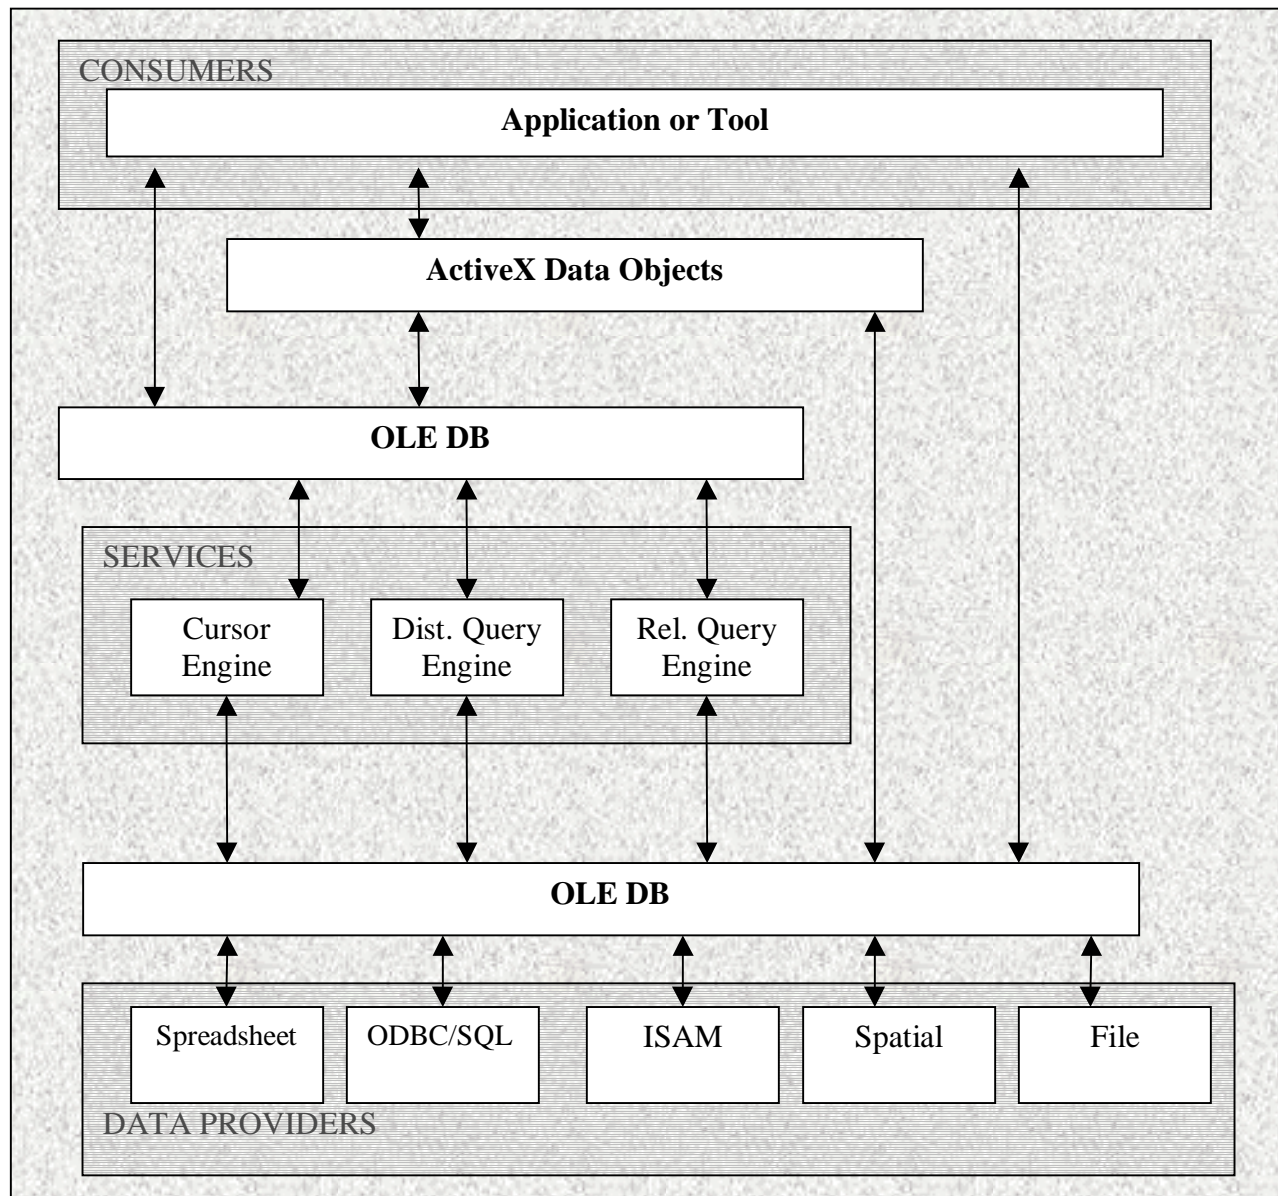 CONSUMERS
Application or Tool
ActiveX Data Objects
OLE DB
SERVICES
Cursor
Engine
Dist. Query
Engine
Rel. Query
Engine
OLE DB
Spreadsheet
ODBC/SQL
ISAM
Spatial
File
DATA PROVIDERS